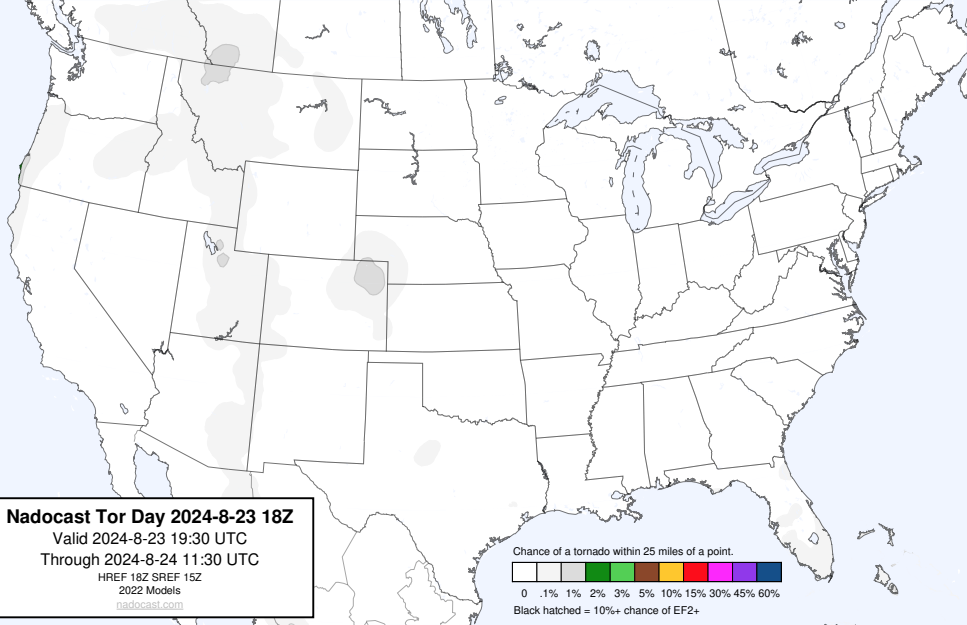 Nadocast Tor Day 2024-8-23 18Z
Valid 2024-8-23 19:30 UTC
Through 2024-8-24 11:30 UTC
HREF 18Z SREF 15Z
2022 Models
nadocast.com
Chance of a tornado within 25 miles of a point.
0 .1% 1% 2% 3% 5% 10% 15% 30% 45% 60%
Black hatched = 10%+ chance of EF2+